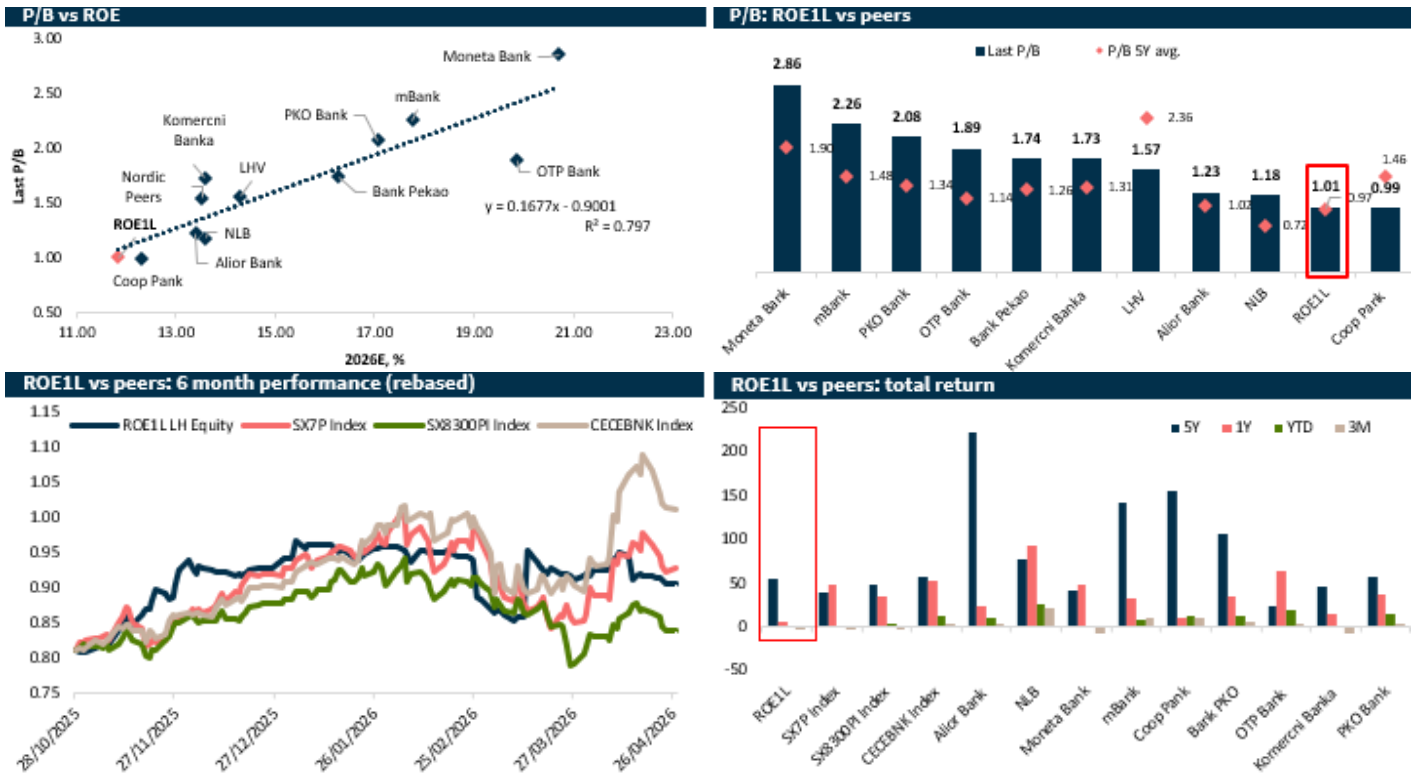 P/B vs ROE
3.00
2.50
2.00
1.50
1.00
0.50
Last P/B
Moneta Bank
mBank
PKO Bank
Komercni
Banka
Nordic
Peers
LHV
OTP Bank
Bank Pekao
y = 0.1677x - 0.9001
R² = 0.797
ROE1L
NLB
Alior Bank
Coop Pank
11.00 13.00 15.00 17.00 19.00 21.00 23.00
2026E, %
P/B: ROE1L vs peers
Last P/B P/B 5Y avg.
2.86
2.26
2.08
1.89
1.74
1.73
1.57
1.23
1.18
1.01
0.99
1.90
1.48
1.34
1.14
1.26
1.31
2.36
1.02
0.72
0.97
1.46
Moneta Bank
mBank
PKO Bank
OTP Bank
Bank Pekao
Komercni Banka
LHV
Alior Bank
NLB
ROE1L
Coop Pank
ROE1L vs peers: 6 month performance (rebased)
1.15
1.10
1.05
1.00
0.95
0.90
0.85
0.80
0.75
ROE1L LH Equity SX7P Index SX8300PI Index CECEBNK Index
28/10/2025
27/11/2025
27/12/2025
26/01/2026
25/02/2026
27/03/2026
26/04/2026
ROE1L vs peers: total return
250
200
150
100
50
0
-50
5Y 1Y YTD 3M
ROE1L
SX7P Index
SX8300PI Index
CECEBNK Index
Alior Bank
NLB
Moneta Bank
mBank
Coop Pank
Bank PKO
OTP Bank
Komercni Banka
PKO Bank